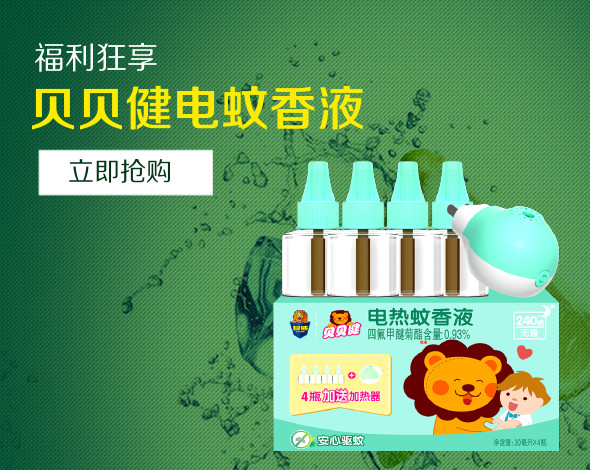 福利狂享
贝贝健电蚊香液
立即抢购
贝贝健
电热蚊香液
四氟甲醚菊酯含量:0.93%
240晚
无香
4瓶加送加热器
安心驱蚊
净含量:30毫升X4瓶